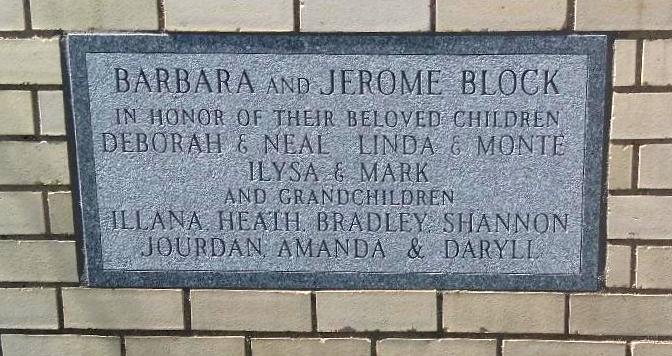 BARBARA AND JEROME BLOCK
IN HONOR OF THEIR BELOVED CHILDREN
DEBORAH & NEAL LINDA & MONTE
ILYSA & MARK
AND GRANDCHILDREN
ILLANA, HEATH, BRADLEY, SHANNON
JOURDAN, AMANDA & DARYLL